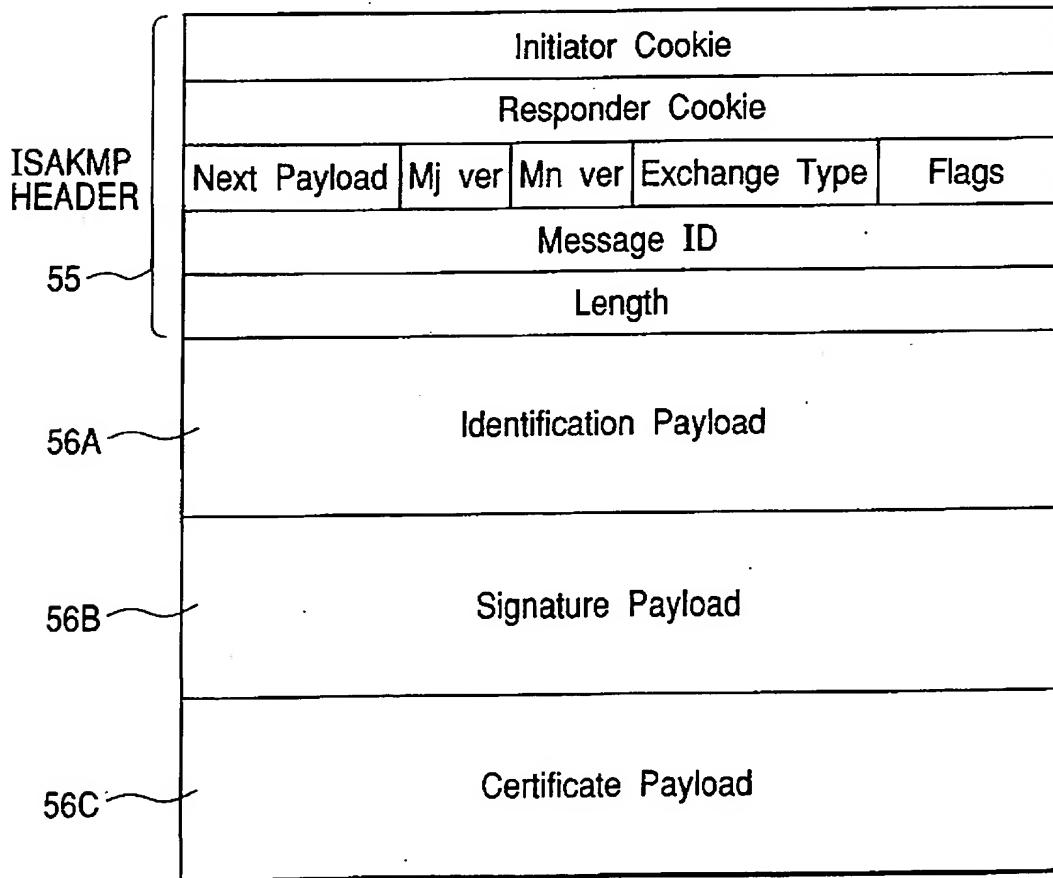 Initiator Cookie
Responder Cookie
ISAKMP
HEADER
Next Payload Mj ver Mn ver Exchange Type Flags
Message ID
55
Length
56A
Identification Payload
56B
Signature Payload
56C
Certificate Payload